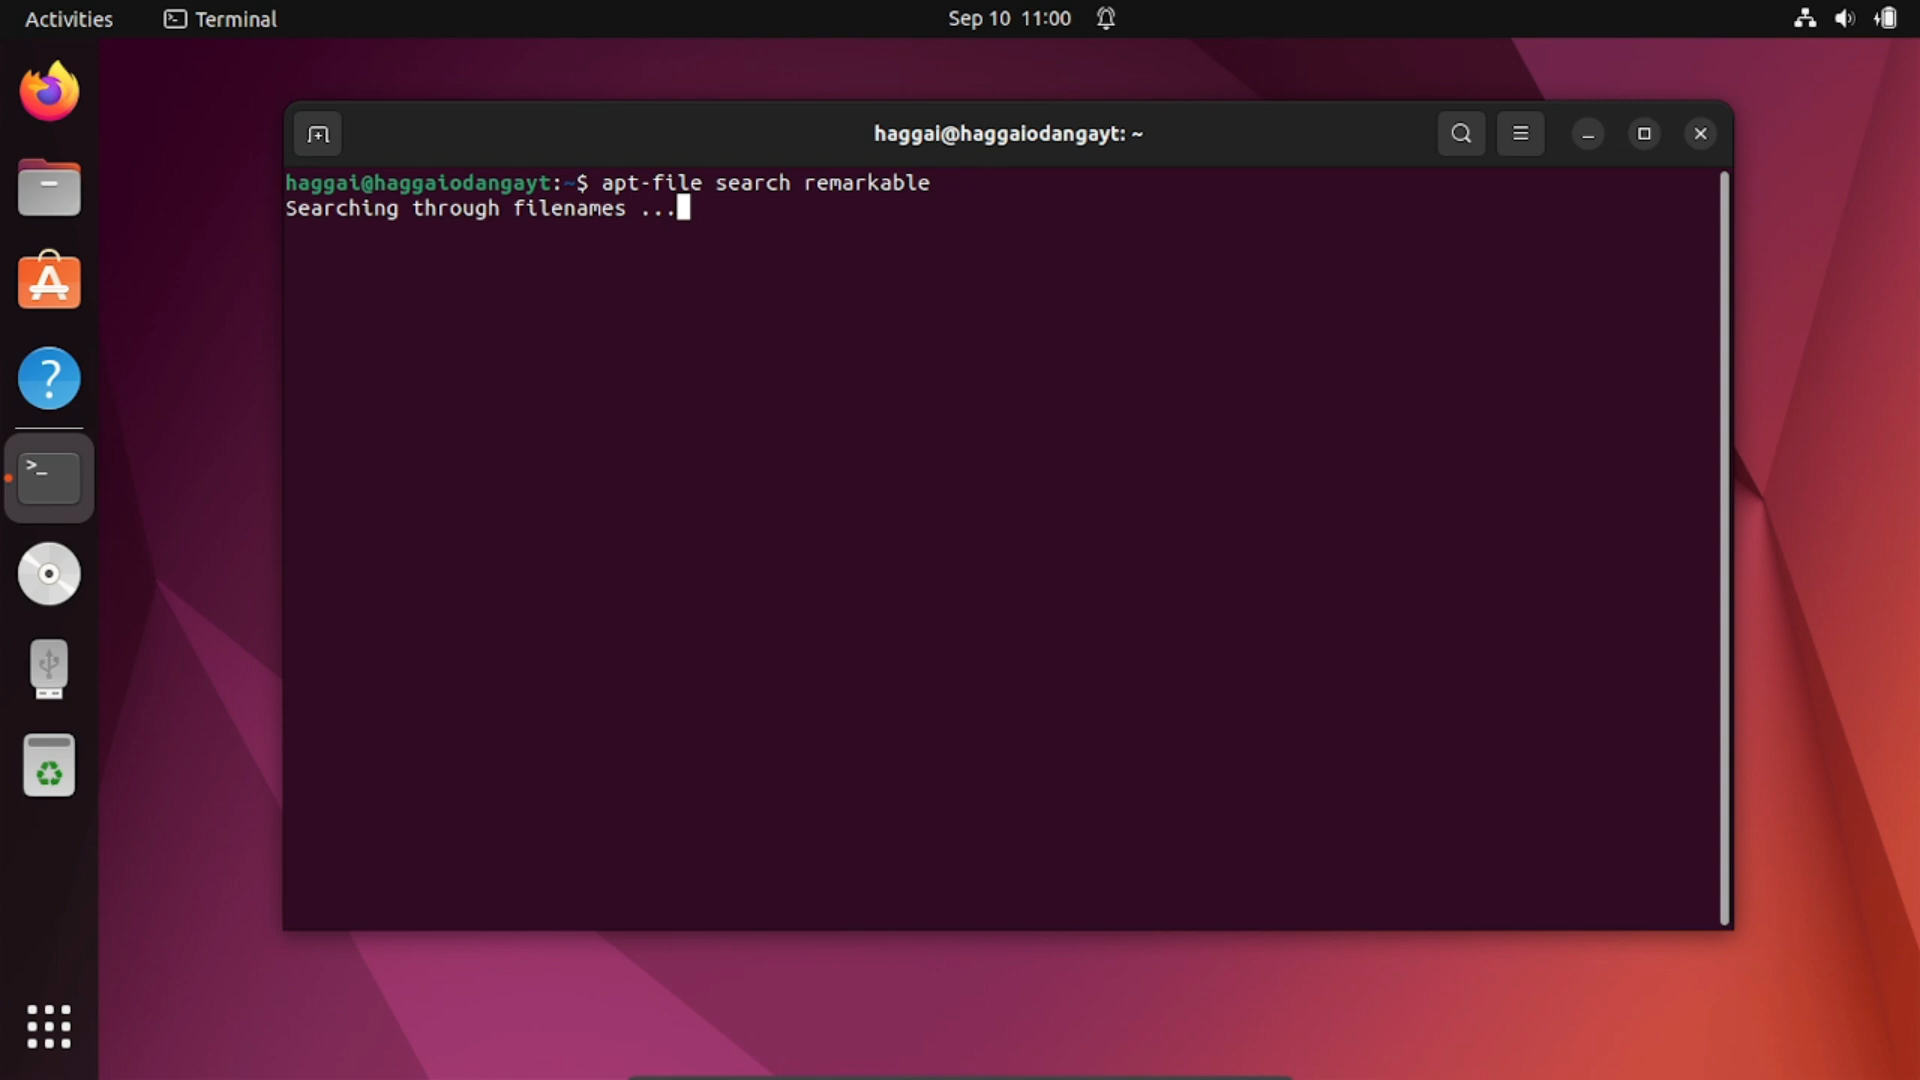 Activities Terminal Sep 10 11:00
haggai@haggaiodangayt: ~
haggai@haggaiodangayt:~$ apt-file search remarkable
Searching through filenames ...